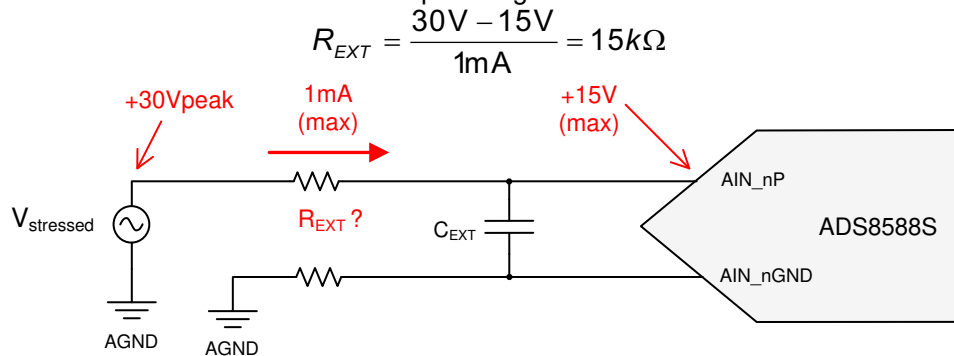 R_EXT = (30V − 15V) / 1mA = 15kΩ
+30Vpeak
1mA
(max)
+15V
(max)
AIN_nP
V_stressed
R_EXT ?
C_EXT
ADS8588S
AIN_nGND
AGND
AGND